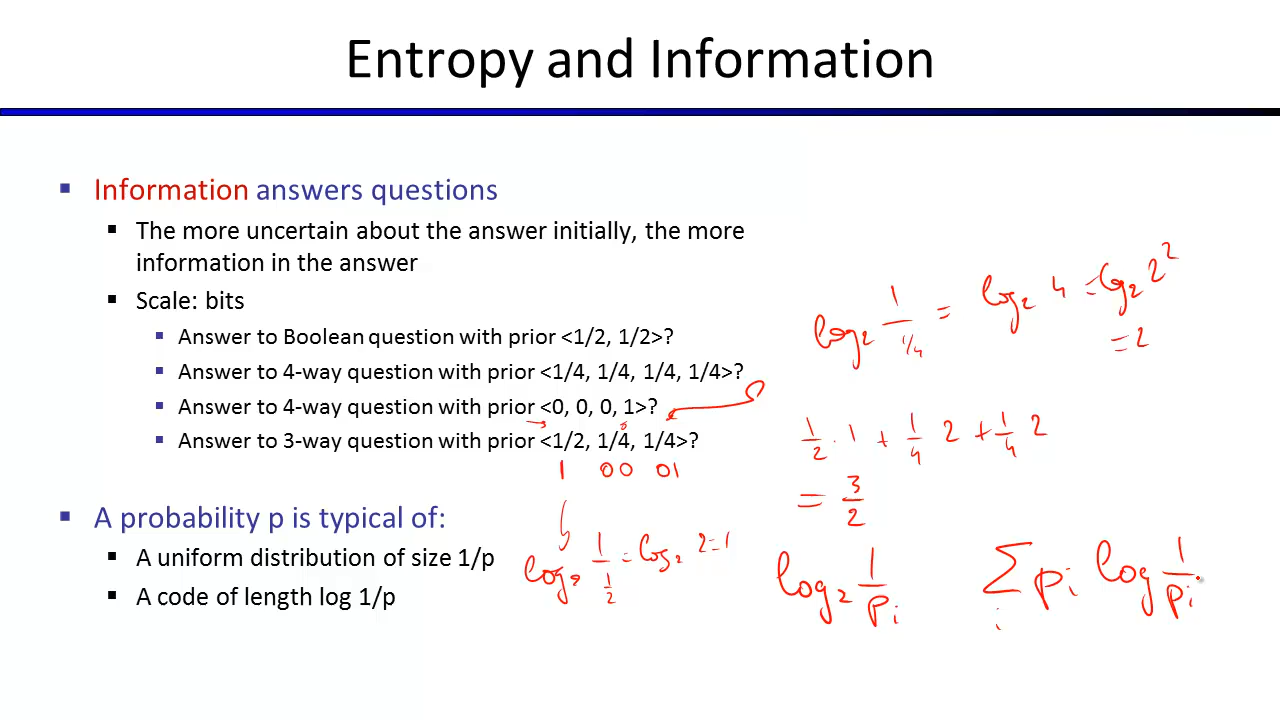 Entropy and Information
▪ Information answers questions
▪ The more uncertain about the answer initially, the more
information in the answer
▪ Scale: bits
▪ Answer to Boolean question with prior <1/2, 1/2>?
▪ Answer to 4-way question with prior <1/4, 1/4, 1/4, 1/4>?
▪ Answer to 4-way question with prior <0, 0, 0, 1>?
▪ Answer to 3-way question with prior <1/2, 1/4, 1/4>?
1 00 01
▪ A probability p is typical of:
▪ A uniform distribution of size 1/p
▪ A code of length log 1/p
log₂ 1/(1/2) = log₂ 2 = 1
log₂ 1/(1/4) = log₂ 4 = log₂ 2²
= 2
1/2 · 1 + 1/4 2 + 1/4 2
= 3/2
log₂ 1/pᵢ
∑ᵢ pᵢ log 1/pᵢ